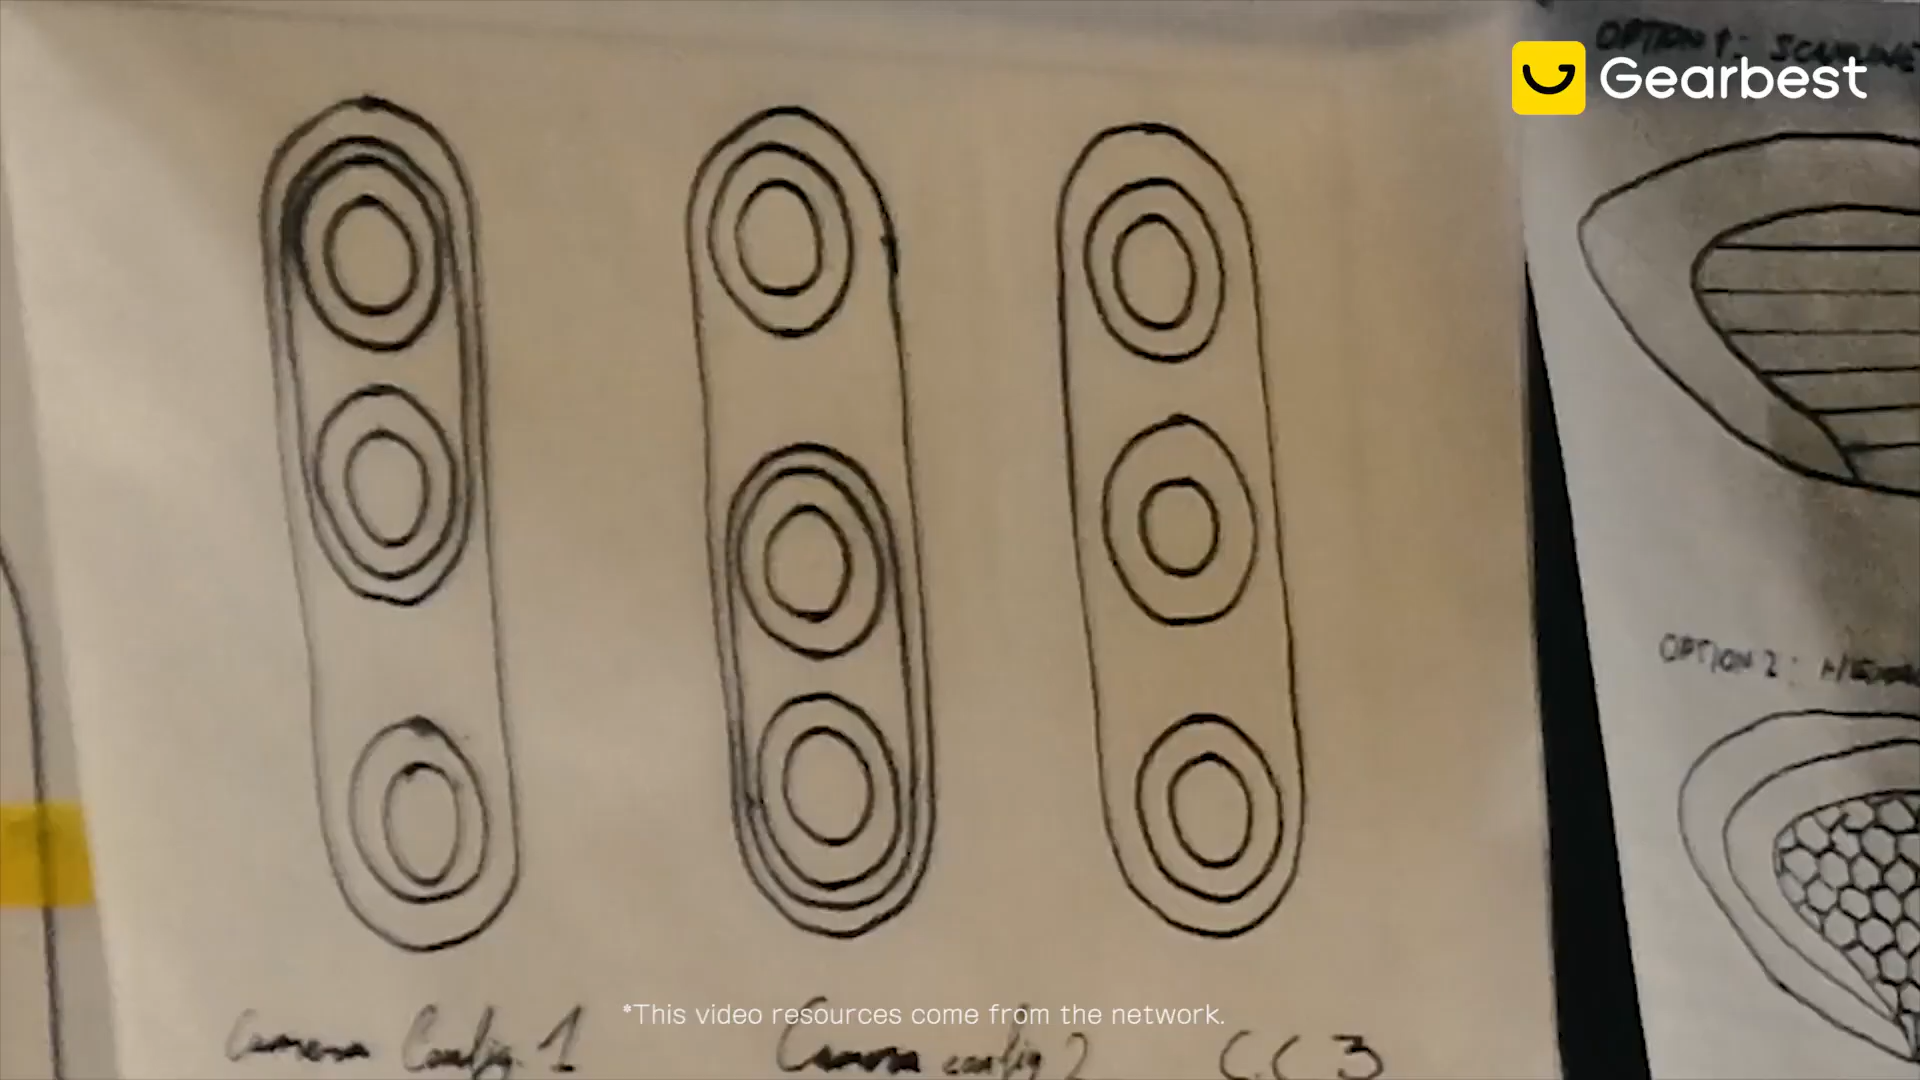 OPTION 1:
Gearbest
OPTION 2:
*This video resources come from the network.
Camera Config. 1
Camera config 2
C.C 3